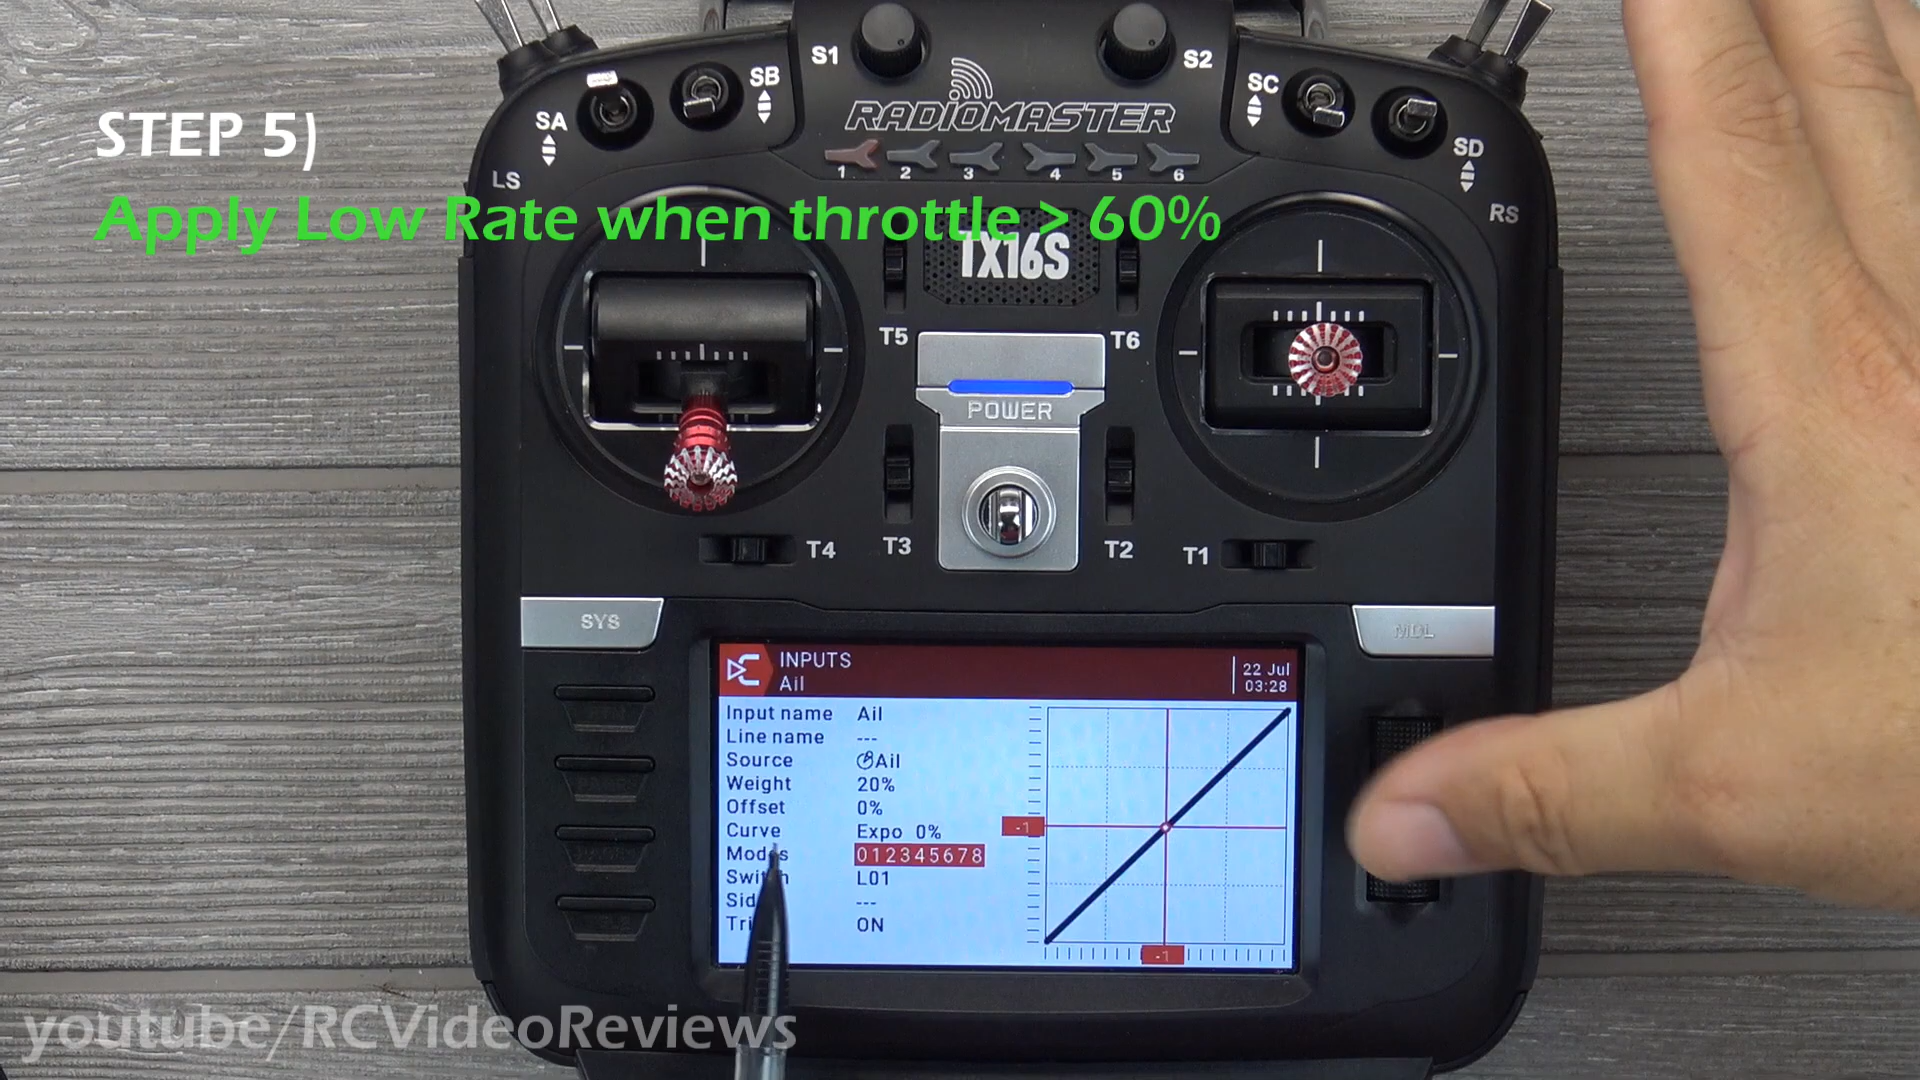 S1
S2
SB
SC
SA
SD
RADIOMASTER
1 2 3 4 5 6
STEP 5)
LS
RS
Apply Low Rate when throttle > 60%
TX16S
T5
T6
POWER
T4
T3
T2
T1
SYS
MDL
INPUTS
Ail
22 Jul
03:28
Input name Ail
Line name ---
Source Ail
Weight 20%
Offset 0%
Curve Expo 0%
Modes 012345678
Switch L01
---
ON
-1
-1
youtube/RCVideoReviews